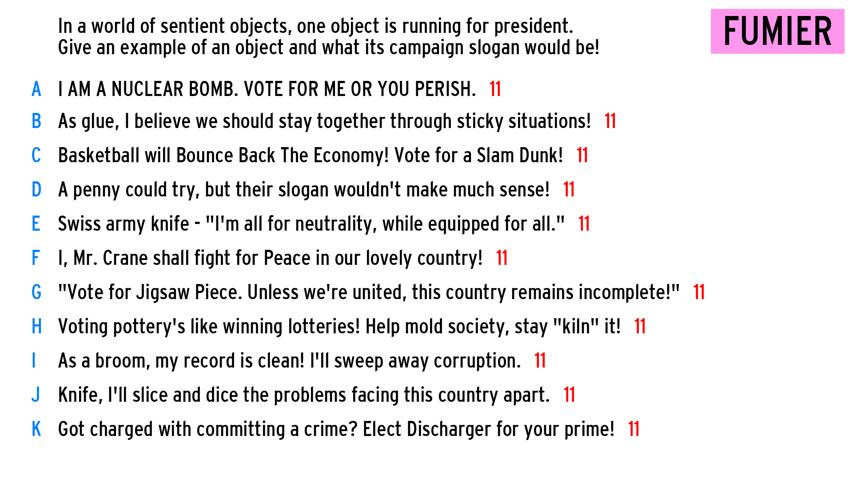 In a world of sentient objects, one object is running for president.
Give an example of an object and what its campaign slogan would be!
FUMIER
A I AM A NUCLEAR BOMB. VOTE FOR ME OR YOU PERISH. 11
B As glue, I believe we should stay together through sticky situations! 11
C Basketball will Bounce Back The Economy! Vote for a Slam Dunk! 11
D A penny could try, but their slogan wouldn't make much sense! 11
E Swiss army knife - "I'm all for neutrality, while equipped for all." 11
F I, Mr. Crane shall fight for Peace in our lovely country! 11
G "Vote for Jigsaw Piece. Unless we're united, this country remains incomplete!" 11
H Voting pottery's like winning lotteries! Help mold society, stay "kiln" it! 11
I As a broom, my record is clean! I'll sweep away corruption. 11
J Knife, I'll slice and dice the problems facing this country apart. 11
K Got charged with committing a crime? Elect Discharger for your prime! 11